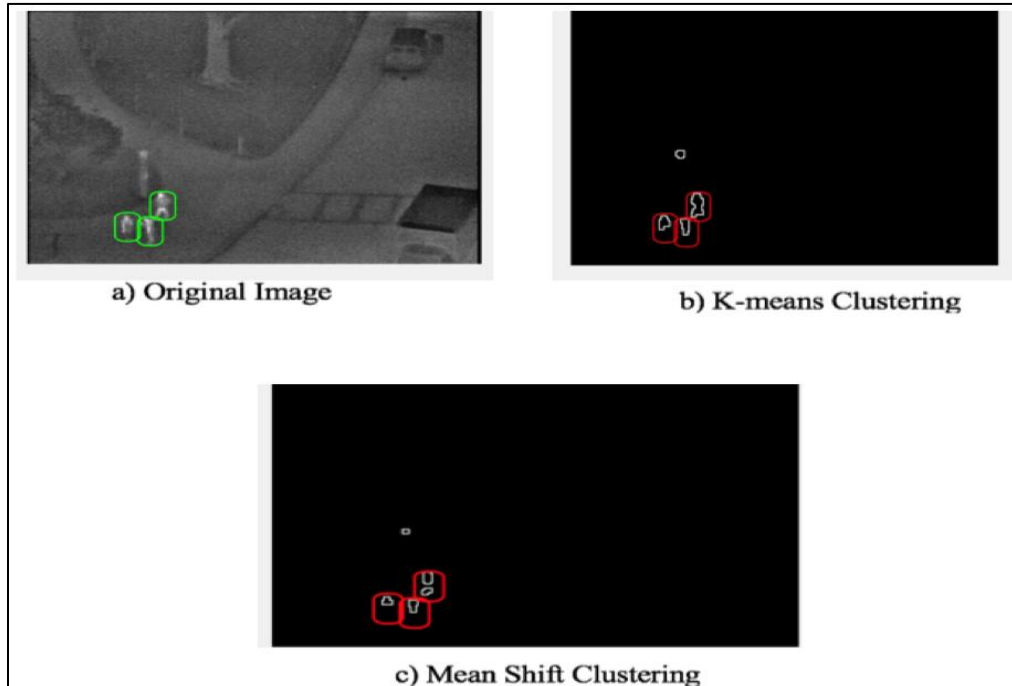 a) Original Image
b) K-means Clustering
c) Mean Shift Clustering